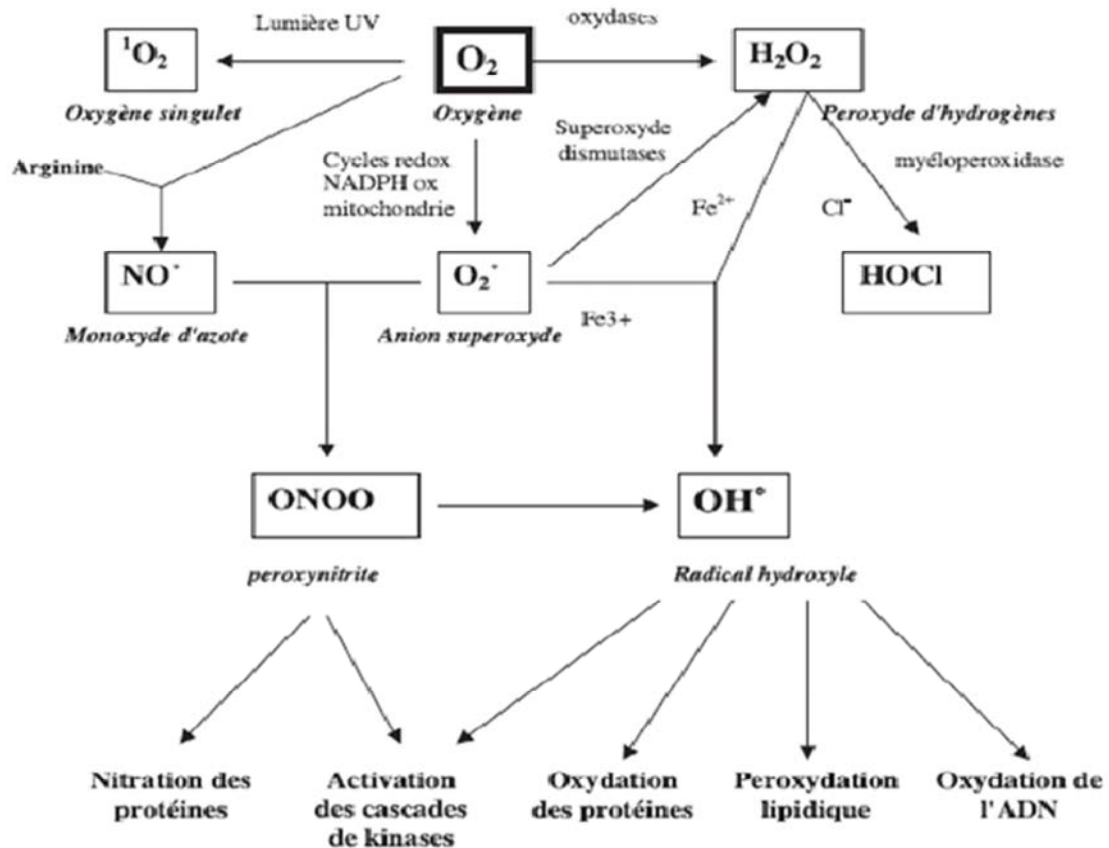 Lumière UV
oxydases
¹O₂
O₂
H₂O₂
Oxygène singulet
Oxygène
Peroxyde d'hydrogènes
Arginine
Cycles redox
NADPH ox
mitochondrie
Superoxyde
dismutases
myéloperoxidase
Fe²⁺
Cl⁻
NO˙
O₂˙
HOCl
Monoxyde d'azote
Anion superoxyde
Fe3+
ONOO
OH°
peroxynitrite
Radical hydroxyle
Nitration des
protéines
Activation
des cascades
de kinases
Oxydation
des protéines
Peroxydation
lipidique
Oxydation de
l'ADN